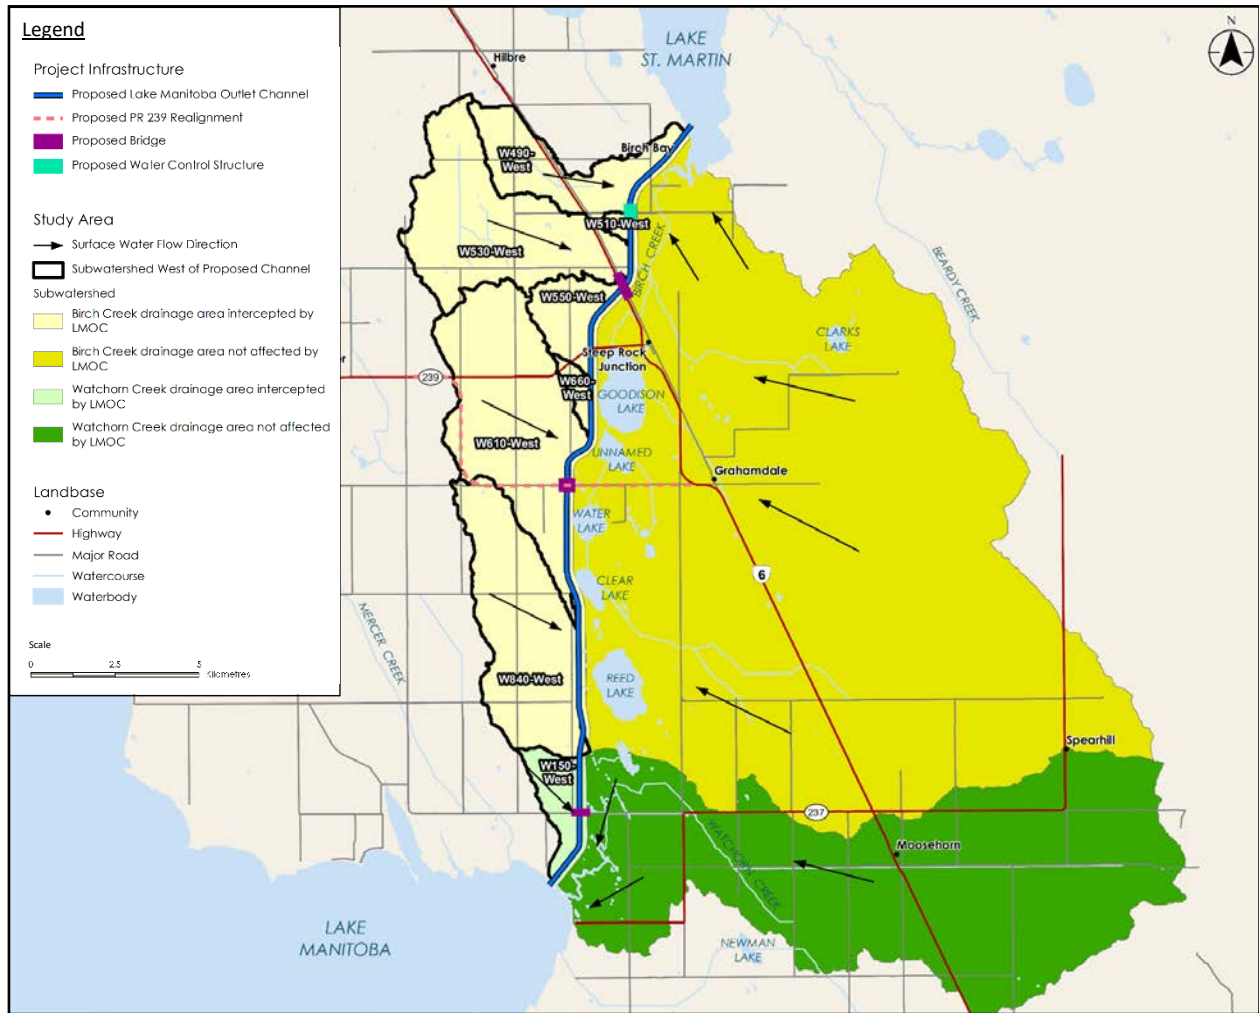 Legend
Project Infrastructure
Proposed Lake Manitoba Outlet Channel
Proposed PR 239 Realignment
Proposed Bridge
Proposed Water Control Structure
Study Area
Surface Water Flow Direction
Subwatershed West of Proposed Channel
Subwatershed
Birch Creek drainage area intercepted by
LMOC
Birch Creek drainage area not affected by
LMOC
Watchorn Creek drainage area intercepted
by LMOC
Watchorn Creek drainage area not affected
by LMOC
Landbase
Community
Highway
Major Road
Watercourse
Waterbody
Scale
0 2.5 5
Kilometres
N
LAKE
ST. MARTIN
Hilbre
Birch Bay
W490-
West
W510-West
W530-West
BIRCH CREEK
BEARDY CREEK
W550-West
CLARKS
LAKE
Steep Rock
Junction
239
W660-
West
GOODISON
LAKE
W610-West
UNNAMED
LAKE
Grahamdale
WATER
LAKE
6
CLEAR
LAKE
MERCER CREEK
W840-West
REED
LAKE
Spearhill
W150-
West
237
WATCHORN CREEK
Moosehorn
LAKE
MANITOBA
NEWMAN
LAKE